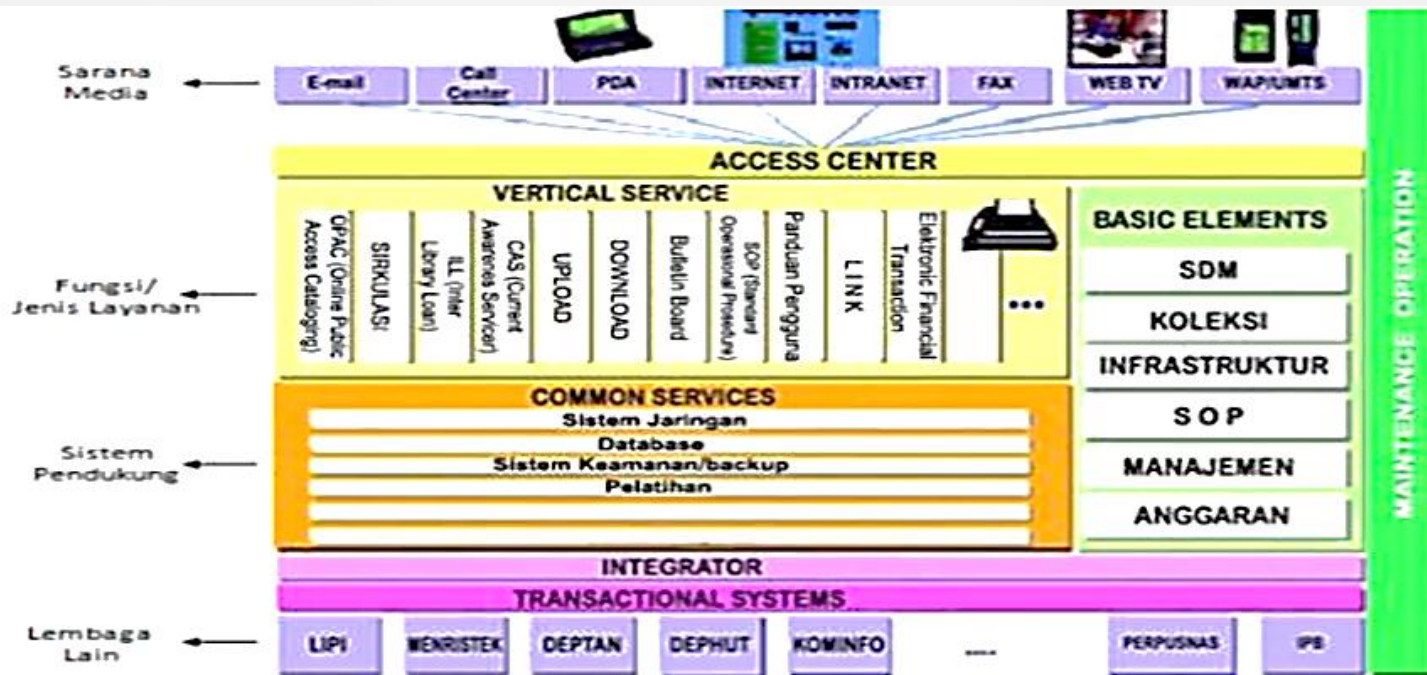 Sarana
Media
E-mail
Call
Center
PDA
INTERNET
INTRANET
FAX
WEB TV
WAP/UMTS
ACCESS CENTER
VERTICAL SERVICE
Fungsi/
Jenis Layanan
OPAC (Online Public
Access Cataloging)
SIRKULASI
ILL (Inter
Library Loan)
CAS (Current
Awarenes Servicer)
UPLOAD
DOWNLOAD
Bulletin Board
SOP (Standard
Operasional Prosedure)
Panduan Pengguna
LINK
Elektronic Financial
Transaction
...
BASIC ELEMENTS
SDM
KOLEKSI
INFRASTRUKTUR
SOP
MANAJEMEN
ANGGARAN
Sistem
Pendukung
COMMON SERVICES
Sistem Jaringan
Database
Sistem Keamanan/backup
Pelatihan
INTEGRATOR
TRANSACTIONAL SYSTEMS
Lembaga
Lain
LIPI
MENRISTEK
DEPTAN
DEPHUT
KOMINFO
....
PERPUSNAS
IPB
MAINTENANCE OPERATION